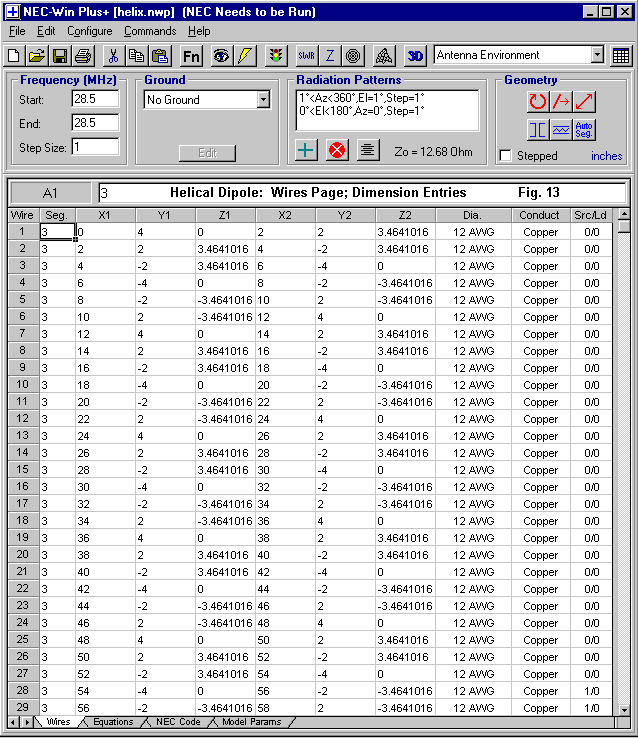 NEC-Win Plus+ [helix.nwp] (NEC Needs to be Run)
File Edit Configure Commands Help
Fn SWR Z 3D Antenna Environment
Frequency (MHz) Ground Radiation Patterns Geometry
Start: 28.5 No Ground 1°<Az<360°,El=1°,Step=1°
End: 28.5 0°<El<180°,Az=0°,Step=1°
Step Size: 1 Edit Zo = 12.68 Ohm Auto Seg.
Stepped inches
A1 3 Helical Dipole: Wires Page; Dimension Entries Fig. 13
Wire Seg. X1 Y1 Z1 X2 Y2 Z2 Dia. Conduct Src/Ld
1 3 0 4 0 2 2 3.4641016 12 AWG Copper 0/0
2 3 2 2 3.4641016 4 -2 3.4641016 12 AWG Copper 0/0
3 3 4 -2 3.4641016 6 -4 0 12 AWG Copper 0/0
4 3 6 -4 0 8 -2 -3.4641016 12 AWG Copper 0/0
5 3 8 -2 -3.4641016 10 2 -3.4641016 12 AWG Copper 0/0
6 3 10 2 -3.4641016 12 4 0 12 AWG Copper 0/0
7 3 12 4 0 14 2 3.4641016 12 AWG Copper 0/0
8 3 14 2 3.4641016 16 -2 3.4641016 12 AWG Copper 0/0
9 3 16 -2 3.4641016 18 -4 0 12 AWG Copper 0/0
10 3 18 -4 0 20 -2 -3.4641016 12 AWG Copper 0/0
11 3 20 -2 -3.4641016 22 2 -3.4641016 12 AWG Copper 0/0
12 3 22 2 -3.4641016 24 4 0 12 AWG Copper 0/0
13 3 24 4 0 26 2 3.4641016 12 AWG Copper 0/0
14 3 26 2 3.4641016 28 -2 3.4641016 12 AWG Copper 0/0
15 3 28 -2 3.4641016 30 -4 0 12 AWG Copper 0/0
16 3 30 -4 0 32 -2 -3.4641016 12 AWG Copper 0/0
17 3 32 -2 -3.4641016 34 2 -3.4641016 12 AWG Copper 0/0
18 3 34 2 -3.4641016 36 4 0 12 AWG Copper 0/0
19 3 36 4 0 38 2 3.4641016 12 AWG Copper 0/0
20 3 38 2 3.4641016 40 -2 3.4641016 12 AWG Copper 0/0
21 3 40 -2 3.4641016 42 -4 0 12 AWG Copper 0/0
22 3 42 -4 0 44 -2 -3.4641016 12 AWG Copper 0/0
23 3 44 -2 -3.4641016 46 2 -3.4641016 12 AWG Copper 0/0
24 3 46 2 -3.4641016 48 4 0 12 AWG Copper 0/0
25 3 48 4 0 50 2 3.4641016 12 AWG Copper 0/0
26 3 50 2 3.4641016 52 -2 3.4641016 12 AWG Copper 0/0
27 3 52 -2 3.4641016 54 -4 0 12 AWG Copper 0/0
28 3 54 -4 0 56 -2 -3.4641016 12 AWG Copper 1/0
29 3 56 -2 -3.4641016 58 2 -3.4641016 12 AWG Copper 1/0
Wires Equations NEC Code Model Params